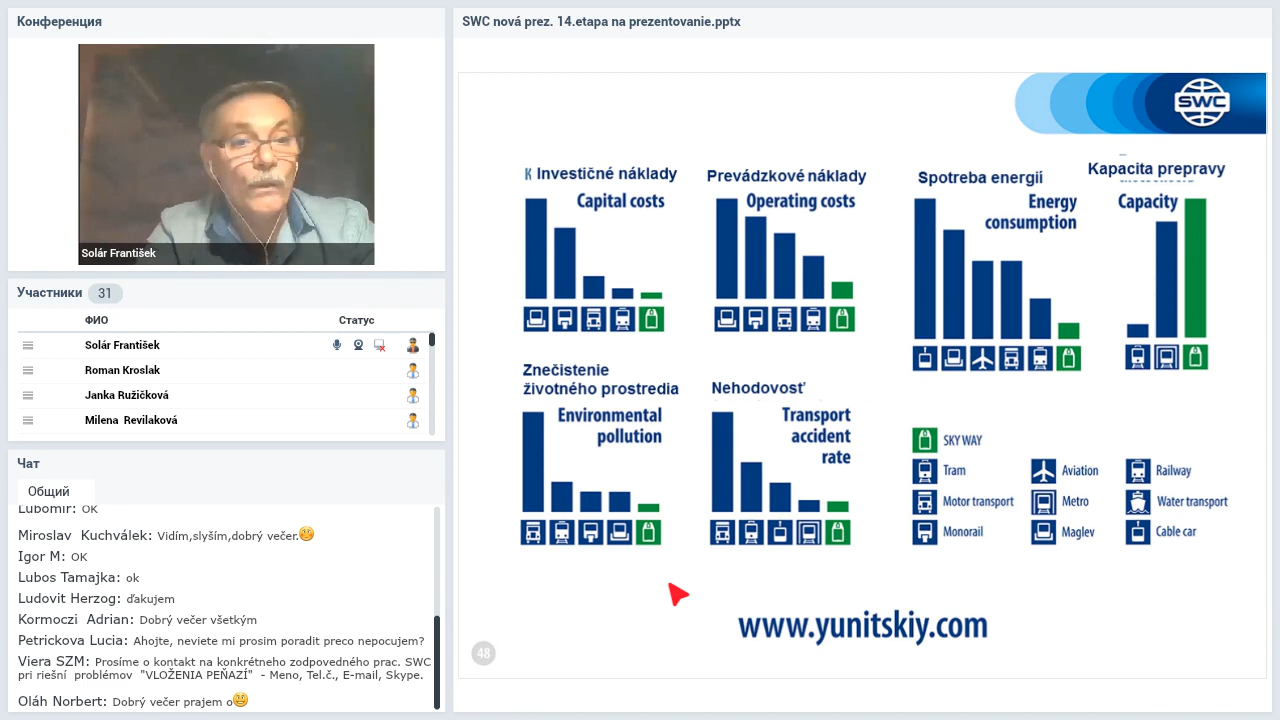 Конференция
Solár František
Участники 31
ФИО
Статус
Solár František
Roman Kroslak
Janka Ružičková
Milena Revilaková
Чат
Общий
Lubomir: OK
Miroslav Kuchválek: Vidím,slyším,dobrý večer.
Igor M: OK
Lubos Tamajka: ok
Ludovit Herzog: ďakujem
Kormoczi Adrian: Dobrý večer všetkým
Petrickova Lucia: Ahojte, neviete mi prosim poradit preco nepocujem?
Viera SZM: Prosíme o kontakt na konkrétneho zodpovedného prac. SWC
pri riešní problémov "VLOŽENIA PEŇAZÍ" - Meno, Tel.č., E-mail, Skype.
Oláh Norbert: Dobrý večer prajem o
SWC nová prez. 14.etapa na prezentovanie.pptx
SWC
K Investičné náklady
Capital costs
Prevádzkové náklady
Operating costs
Spotreba energií
Energy
consumption
Kapacita prepravy
Capacity
Znečistenie
životného prostredia
Environmental
pollution
Nehodovosť
Transport
accident
rate
SKY WAY
Tram
Aviation
Railway
Motor transport
Metro
Water transport
Monorail
Maglev
Cable car
www.yunitskiy.com
48